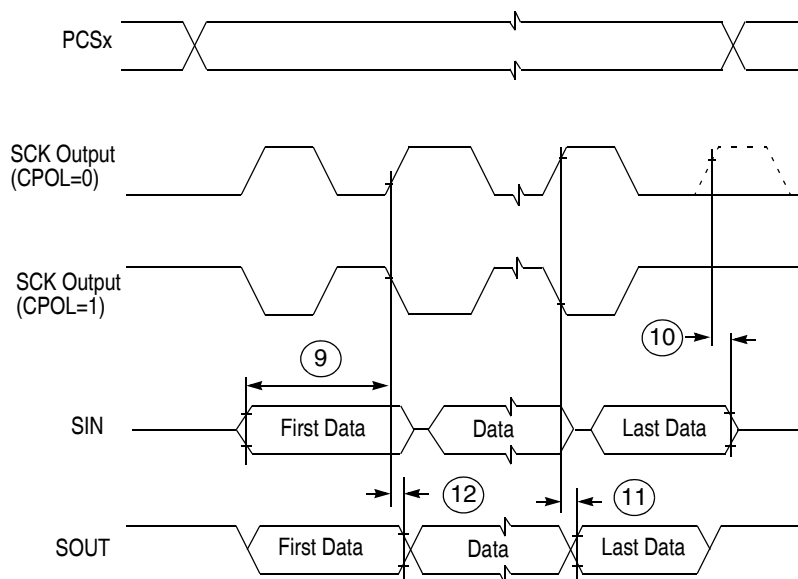 PCSx
SCK Output
(CPOL=0)
SCK Output
(CPOL=1)
10
9
SIN
First Data
Data
Last Data
12
11
SOUT
First Data
Data
Last Data